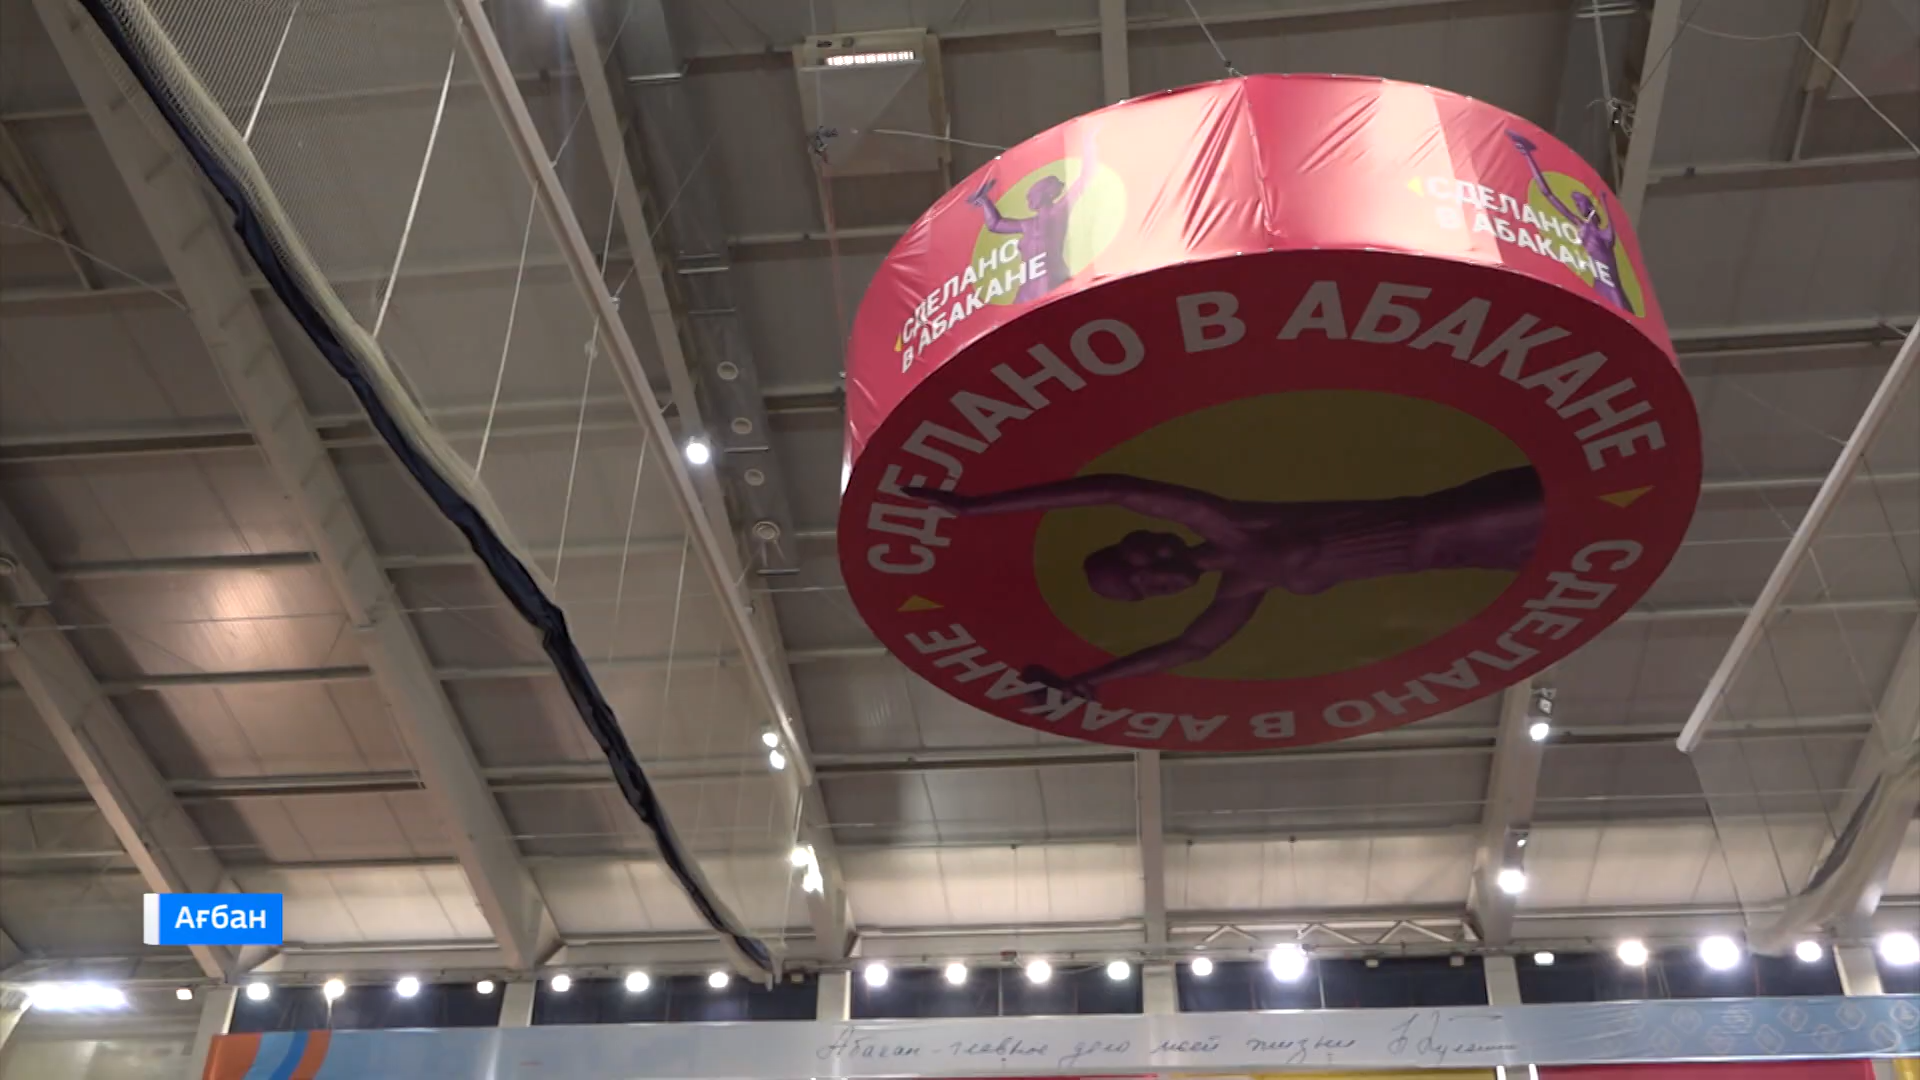 СДЕЛАНО
В АБАКАНЕ
СДЕЛАНО
В АБАКАНЕ
СДЕЛАНО В АБАКАНЕ
СДЕЛАНО В АБАКАНЕ
Ағбан
Абакан - главное дело моей жизни